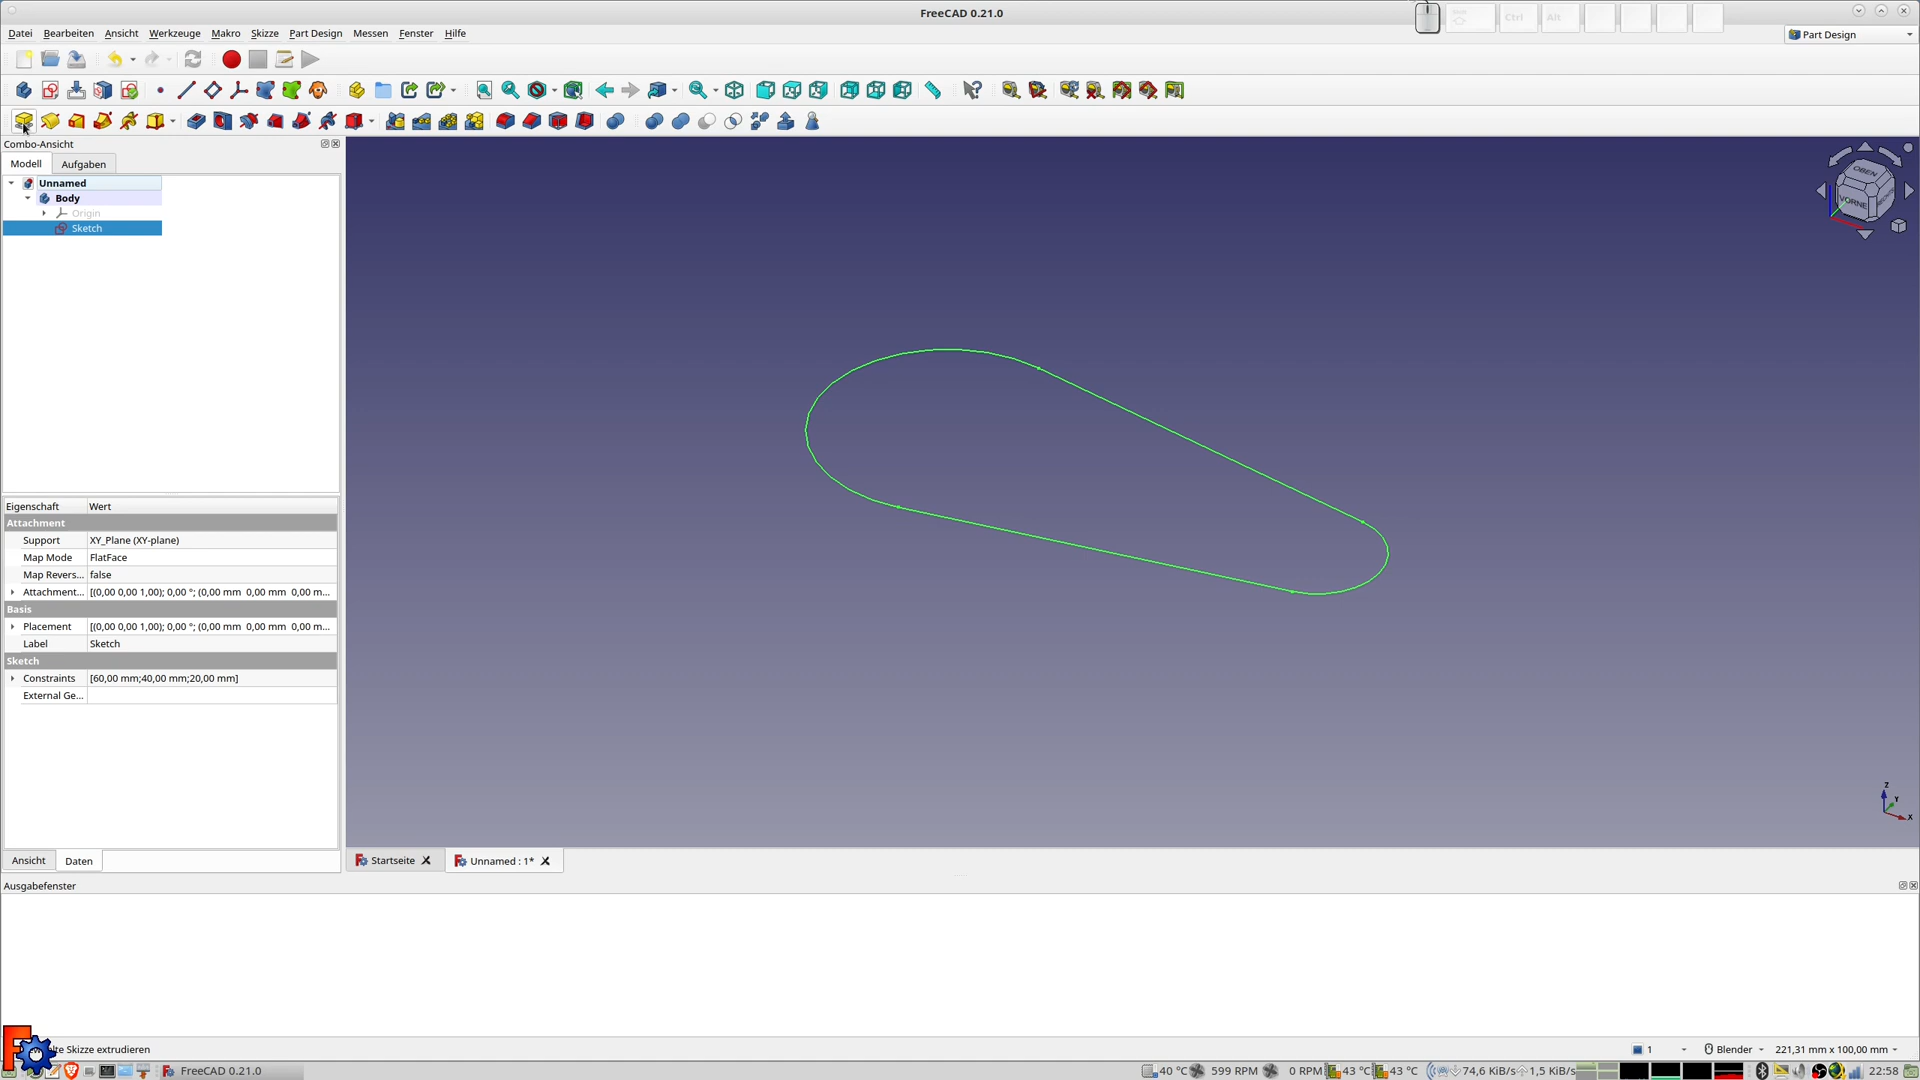 FreeCAD 0.21.0
Ctrl Alt
Datei Bearbeiten Ansicht Werkzeuge Makro Skizze Part Design Messen Fenster Hilfe
Part Design
Combo-Ansicht
Modell Aufgaben
Unnamed
Body
Origin
Sketch
OBEN
VORNE
Eigenschaft Wert
Attachment
Support XY_Plane (XY-plane)
Map Mode FlatFace
Map Revers... false
Attachment... [(0,00 0,00 1,00); 0,00 °; (0,00 mm 0,00 mm 0,00 m...
Basis
Placement [(0,00 0,00 1,00); 0,00 °; (0,00 mm 0,00 mm 0,00 m...
Label Sketch
Sketch
Constraints [60,00 mm;40,00 mm;20,00 mm]
External Ge...
Z
Y
X
Ansicht Daten
Startseite Unnamed : 1*
Ausgabefenster
Skizze extrudieren
1 Blender 221,31 mm x 100,00 mm
FreeCAD 0.21.0
40 °C 599 RPM 0 RPM 43 °C 43 °C 74,6 KiB/s 1,5 KiB/s 22:58